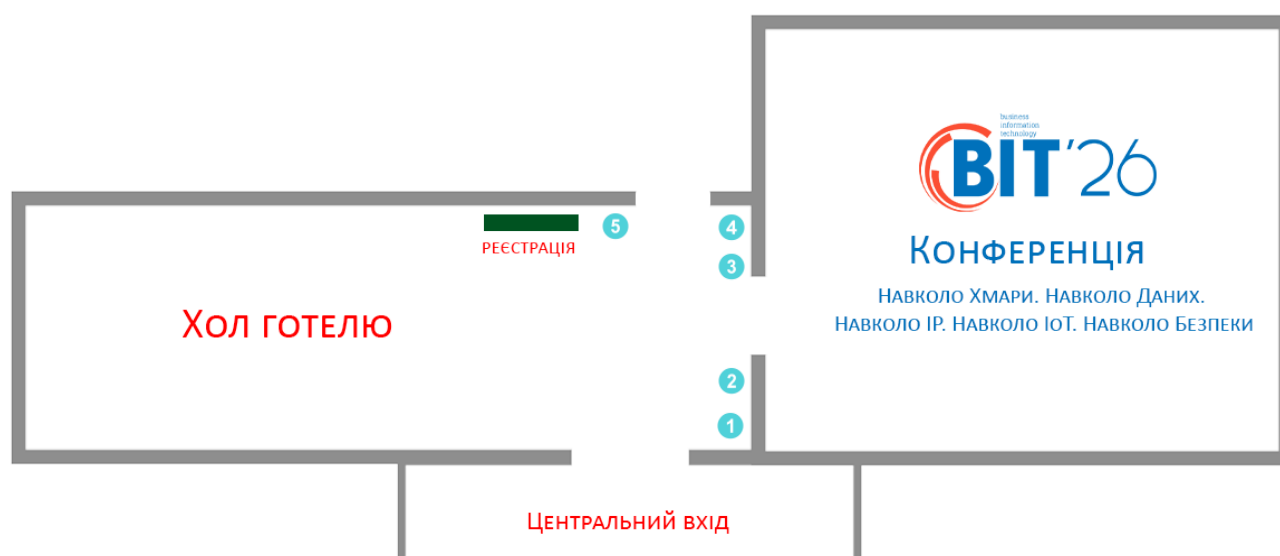 business
information
technology
BIT'26
Конференція
Навколо Хмари. Навколо Даних.
Навколо IP. Навколо IoT. Навколо Безпеки
5
4
РЕЄСТРАЦІЯ
3
Хол готелю
2
1
Центральний вхід